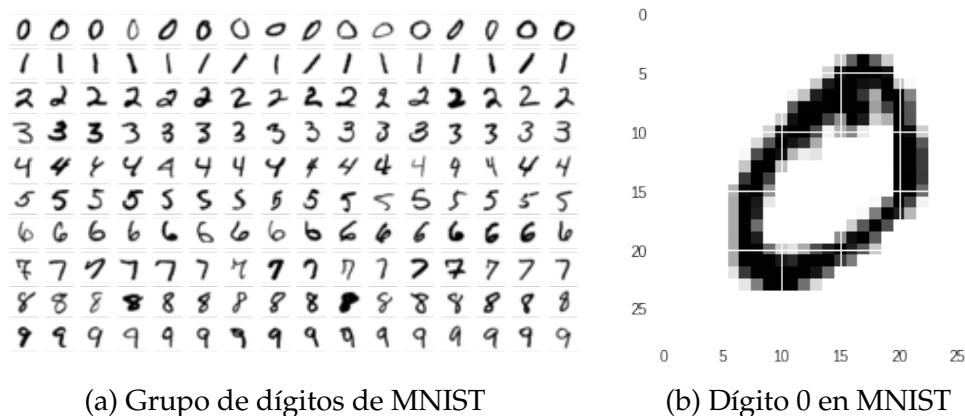 0 0 0 0 0 0 0 0 0 0 0 0 0 0 0 0
1 1 1 1 1 1 1 1 1 1 1 1 1 1 1 1
2 2 2 2 2 2 2 2 2 2 2 2 2 2 2 2
3 3 3 3 3 3 3 3 3 3 3 3 3 3 3 3
4 4 4 4 4 4 4 4 4 4 4 4 4 4 4 4
5 5 5 5 5 5 5 5 5 5 5 5 5 5 5 5
6 6 6 6 6 6 6 6 6 6 6 6 6 6 6 6
7 7 7 7 7 7 7 7 7 7 7 7 7 7 7 7
8 8 8 8 8 8 8 8 8 8 8 8 8 8 8 8
9 9 9 9 9 9 9 9 9 9 9 9 9 9 9 9
(a) Grupo de dígitos de MNIST
0
5
10
15
20
25
0 5 10 15 20 25
(b) Dígito 0 en MNIST